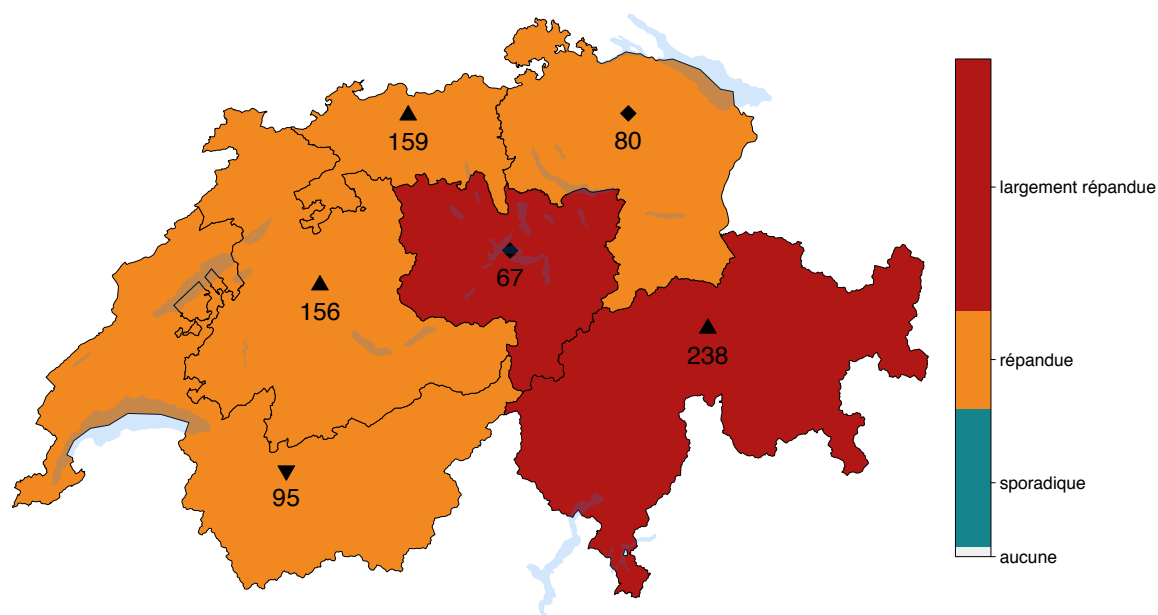 159
80
largement répandue
67
156
238
répandue
95
sporadique
aucune